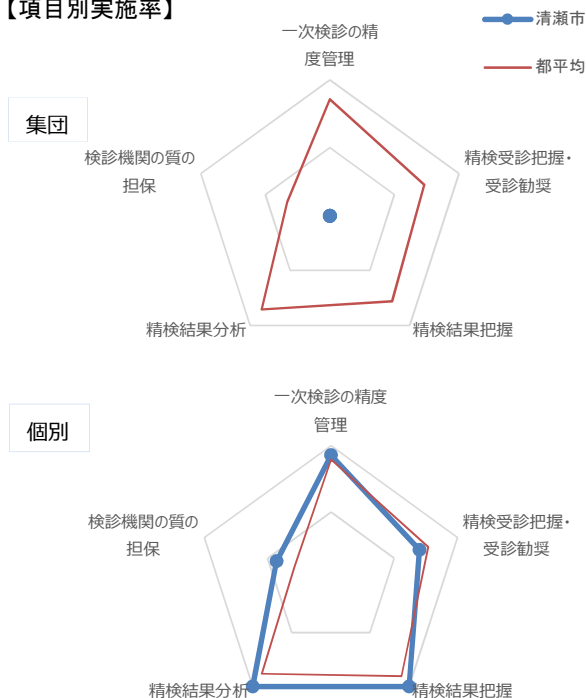 【項目別実施率】
清瀬市
都平均
集団
一次検診の精
度管理
精検受診把握・
受診勧奨
精検結果把握
精検結果分析
検診機関の質の
担保
個別
一次検診の精度
管理
精検受診把握・
受診勧奨
精検結果把握
精検結果分析
検診機関の質の
担保